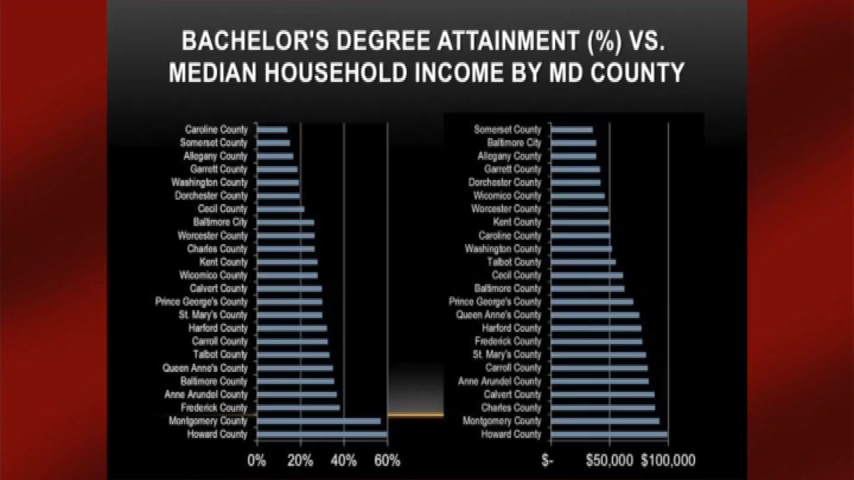 BACHELOR'S DEGREE ATTAINMENT (%) VS.
MEDIAN HOUSEHOLD INCOME BY MD COUNTY
Caroline County
Somerset County
Allegany County
Garrett County
Washington County
Dorchester County
Cecil County
Baltimore City
Worcester County
Charles County
Kent County
Wicomico County
Calvert County
Prince George's County
St. Mary's County
Harford County
Carroll County
Talbot County
Queen Anne's County
Baltimore County
Anne Arundel County
Frederick County
Montgomery County
Howard County
0% 20% 40% 60%
Somerset County
Baltimore City
Allegany County
Garrett County
Dorchester County
Wicomico County
Worcester County
Kent County
Caroline County
Washington County
Talbot County
Cecil County
Baltimore County
Prince George's County
Queen Anne's County
Harford County
Frederick County
St. Mary's County
Carroll County
Anne Arundel County
Calvert County
Charles County
Montgomery County
Howard County
$- $50,000 $100,000